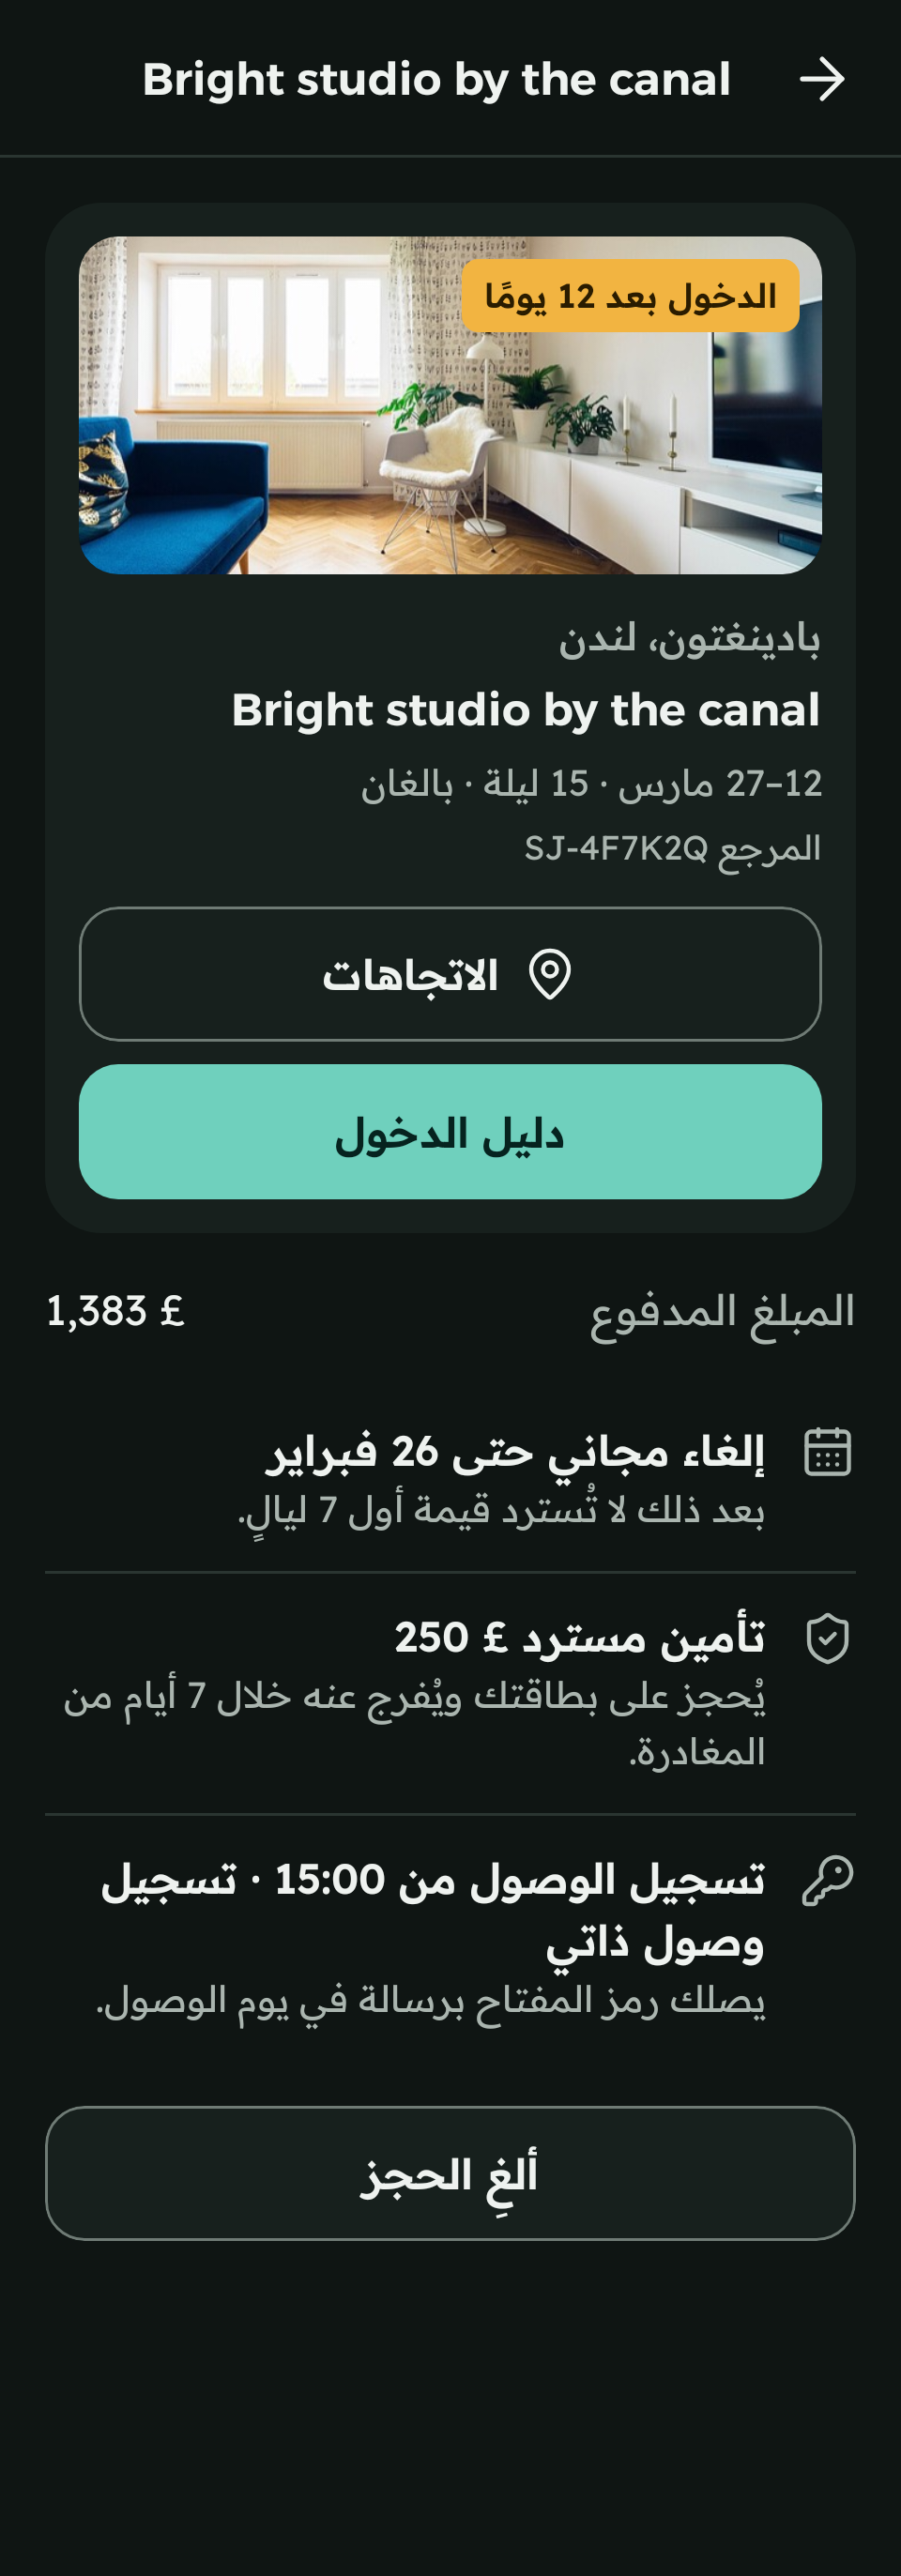 Bright studio by the canal
الدخول بعد 12 يومًا
بادينغتون، لندن
Bright studio by the canal
12–27 مارس · 15 ليلة · بالغان
المرجع SJ-4F7K2Q
الاتجاهات
دليل الدخول
المبلغ المدفوع
1,383 £
إلغاء مجاني حتى 26 فبراير
بعد ذلك لا تُسترد قيمة أول 7 ليالٍ.
تأمين مسترد £ 250
يُحجز على بطاقتك ويُفرج عنه خلال 7 أيام من
المغادرة.
تسجيل الوصول من 15:00 · تسجيل
وصول ذاتي
يصلك رمز المفتاح برسالة في يوم الوصول.
ألغِ الحجز